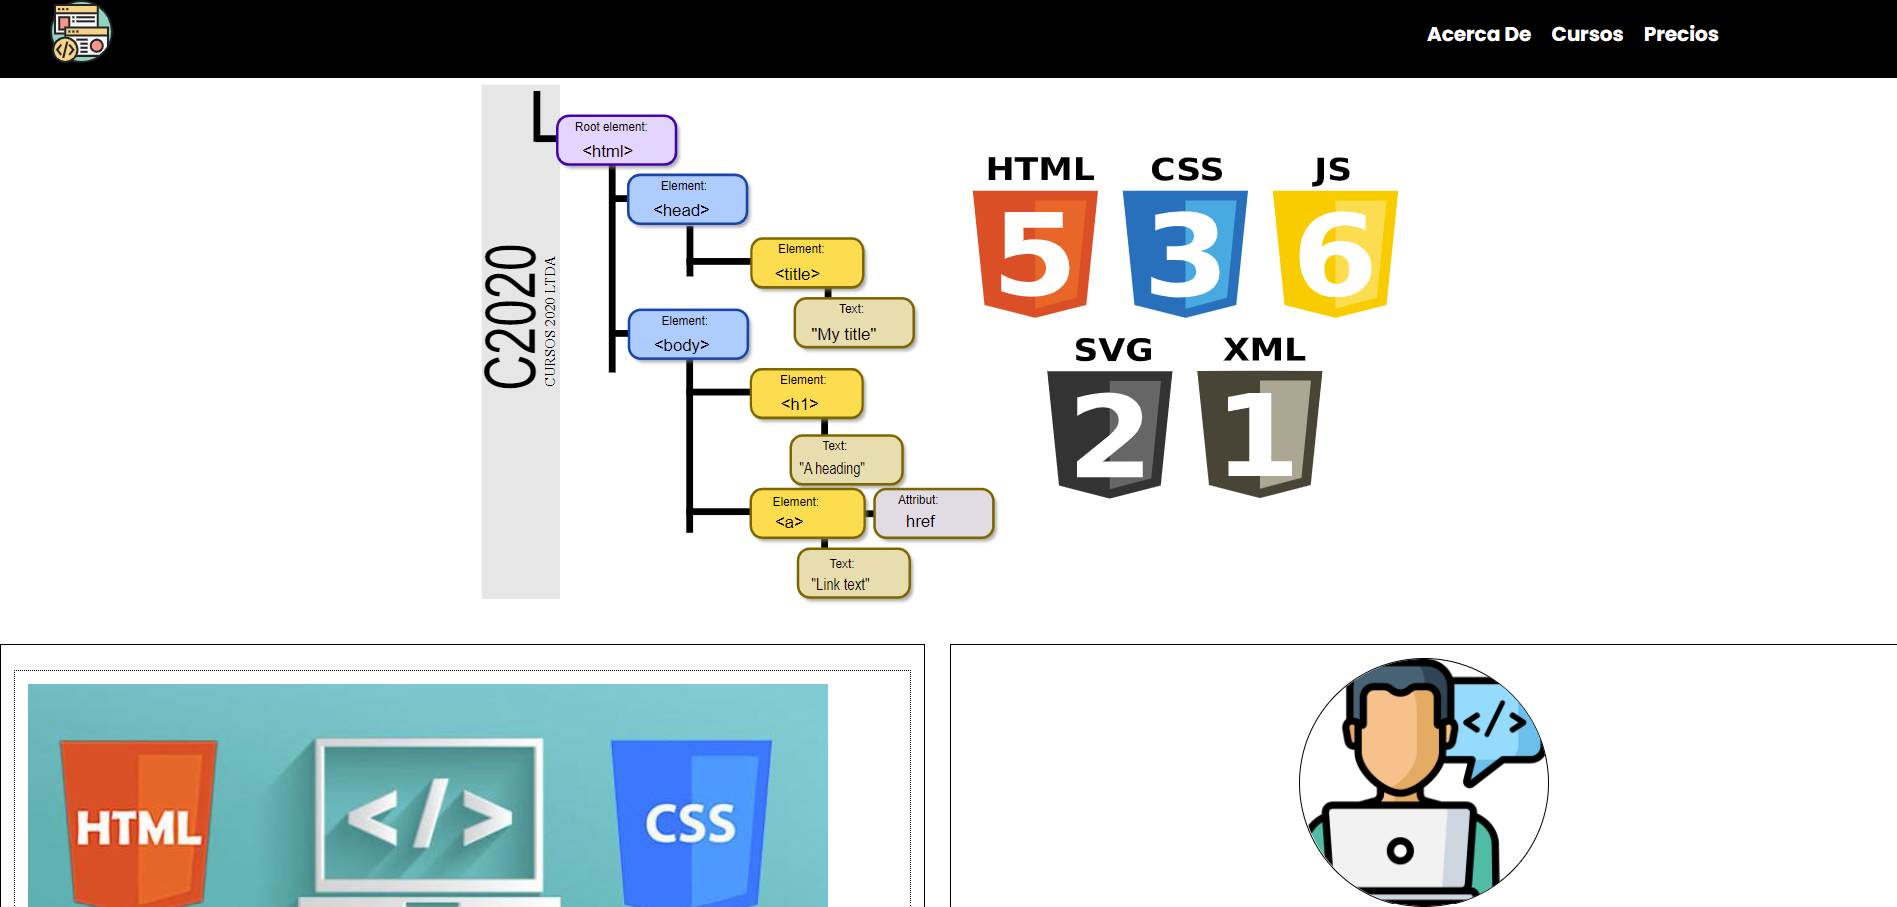 Acerca De Cursos Precios
C2020
CURSOS 2020 LTDA
Root element:
<html>
Element:
<head>
Element:
<title>
Text:
"My title"
Element:
<body>
Element:
<h1>
Text:
"A heading"
Element:
<a>
Attribut:
href
Text:
"Link text"
HTML CSS JS
5 3 6
SVG XML
2 1
HTML </> CSS
</>